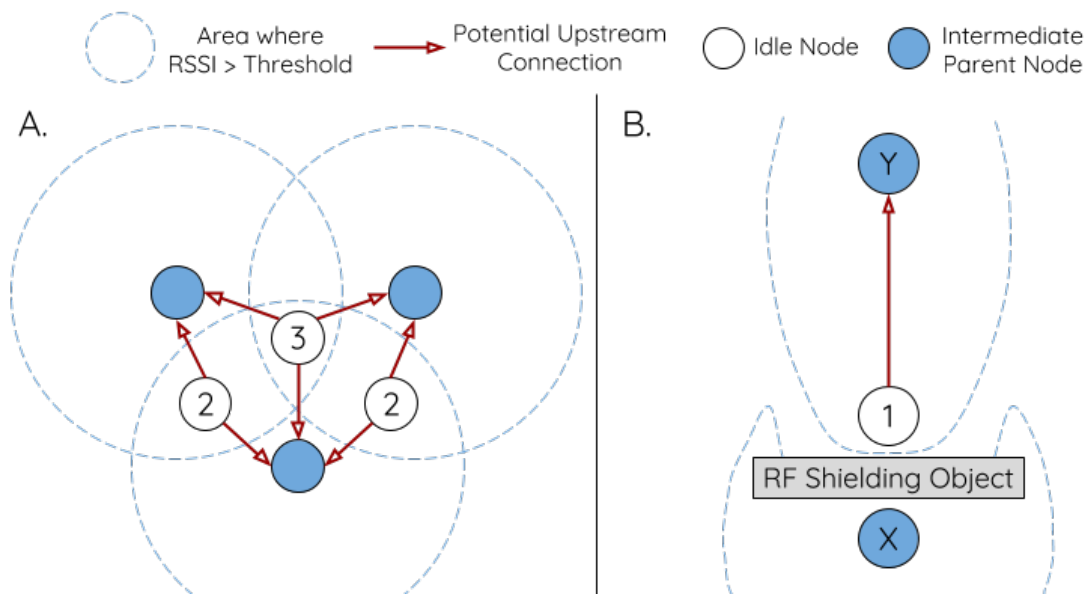 Area where
RSSI > Threshold
Potential Upstream
Connection
Idle Node
Intermediate
Parent Node
A.
3
2
2
B.
Y
1
RF Shielding Object
X